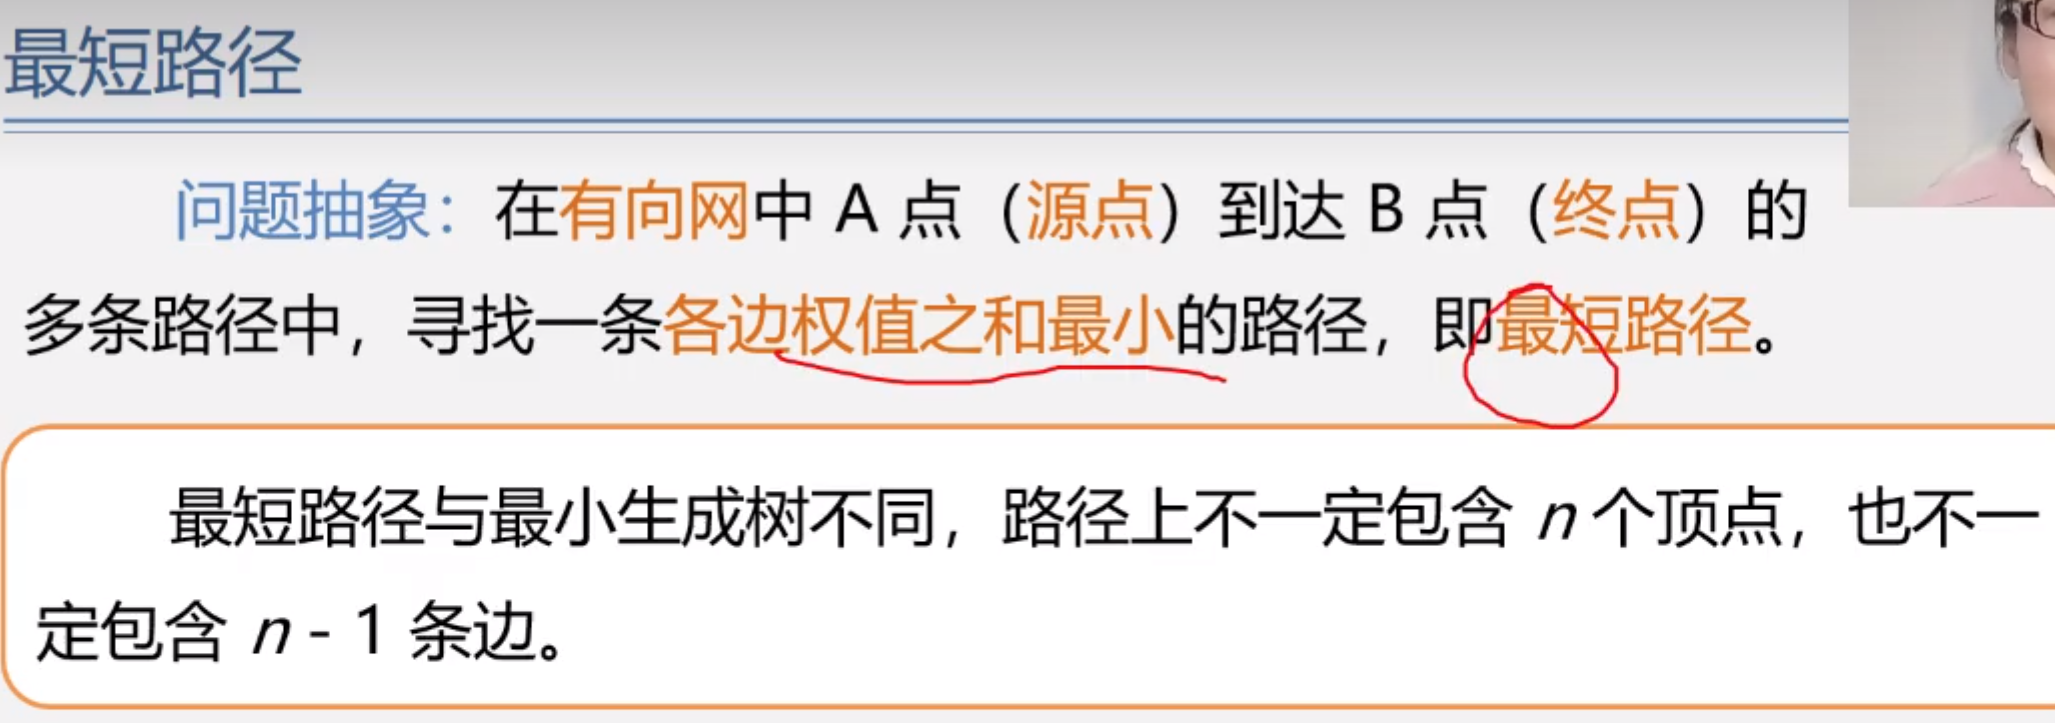 最短路径
问题抽象：在有向网中 A 点（源点）到达 B 点（终点）的
多条路径中，寻找一条各边权值之和最小的路径，即最短路径。
最短路径与最小生成树不同，路径上不一定包含 n 个顶点，也不一
定包含 n - 1 条边。